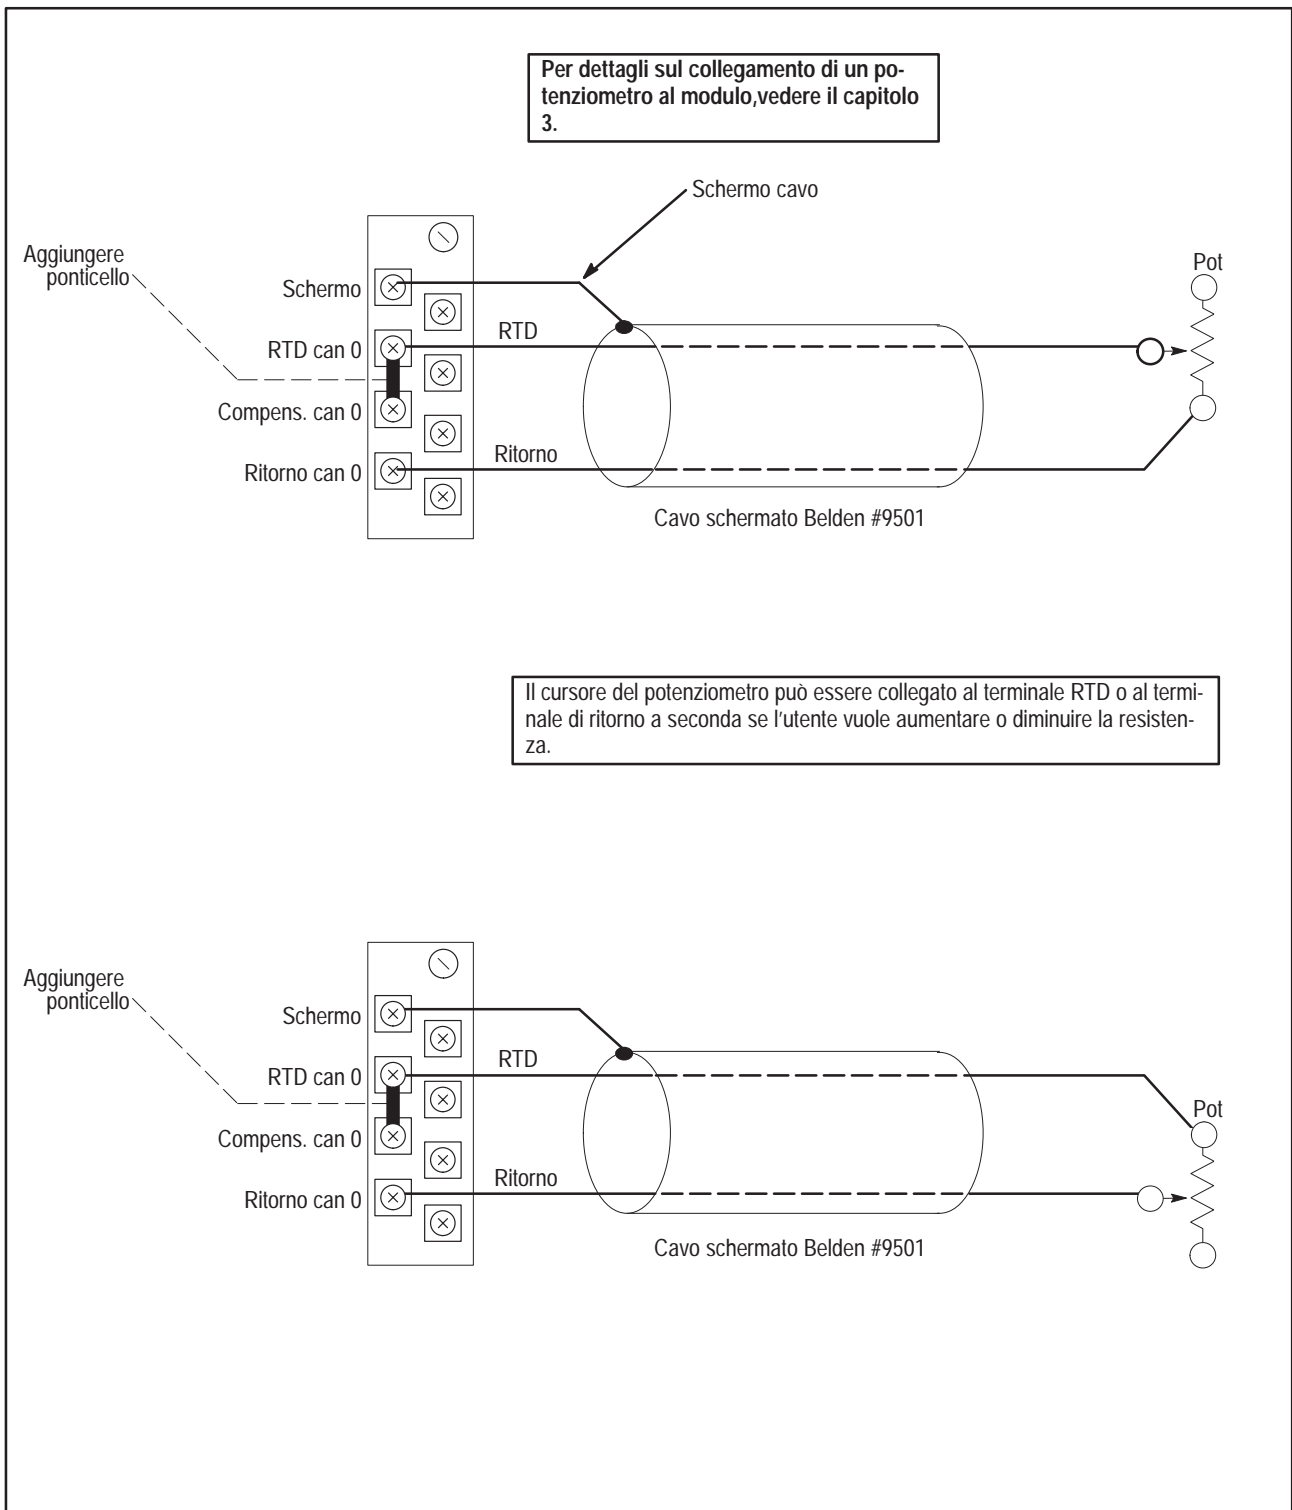 Per dettagli sul collegamento di un po-
tenziometro al modulo,vedere il capitolo
3.
Schermo cavo
Aggiungere
ponticello
Pot
Schermo
RTD
RTD can 0
Compens. can 0
Ritorno
Ritorno can 0
Cavo schermato Belden #9501
Il cursore del potenziometro può essere collegato al terminale RTD o al termi-
nale di ritorno a seconda se l'utente vuole aumentare o diminuire la resisten-
za.
Aggiungere
ponticello
Schermo
RTD
RTD can 0
Pot
Compens. can 0
Ritorno
Ritorno can 0
Cavo schermato Belden #9501